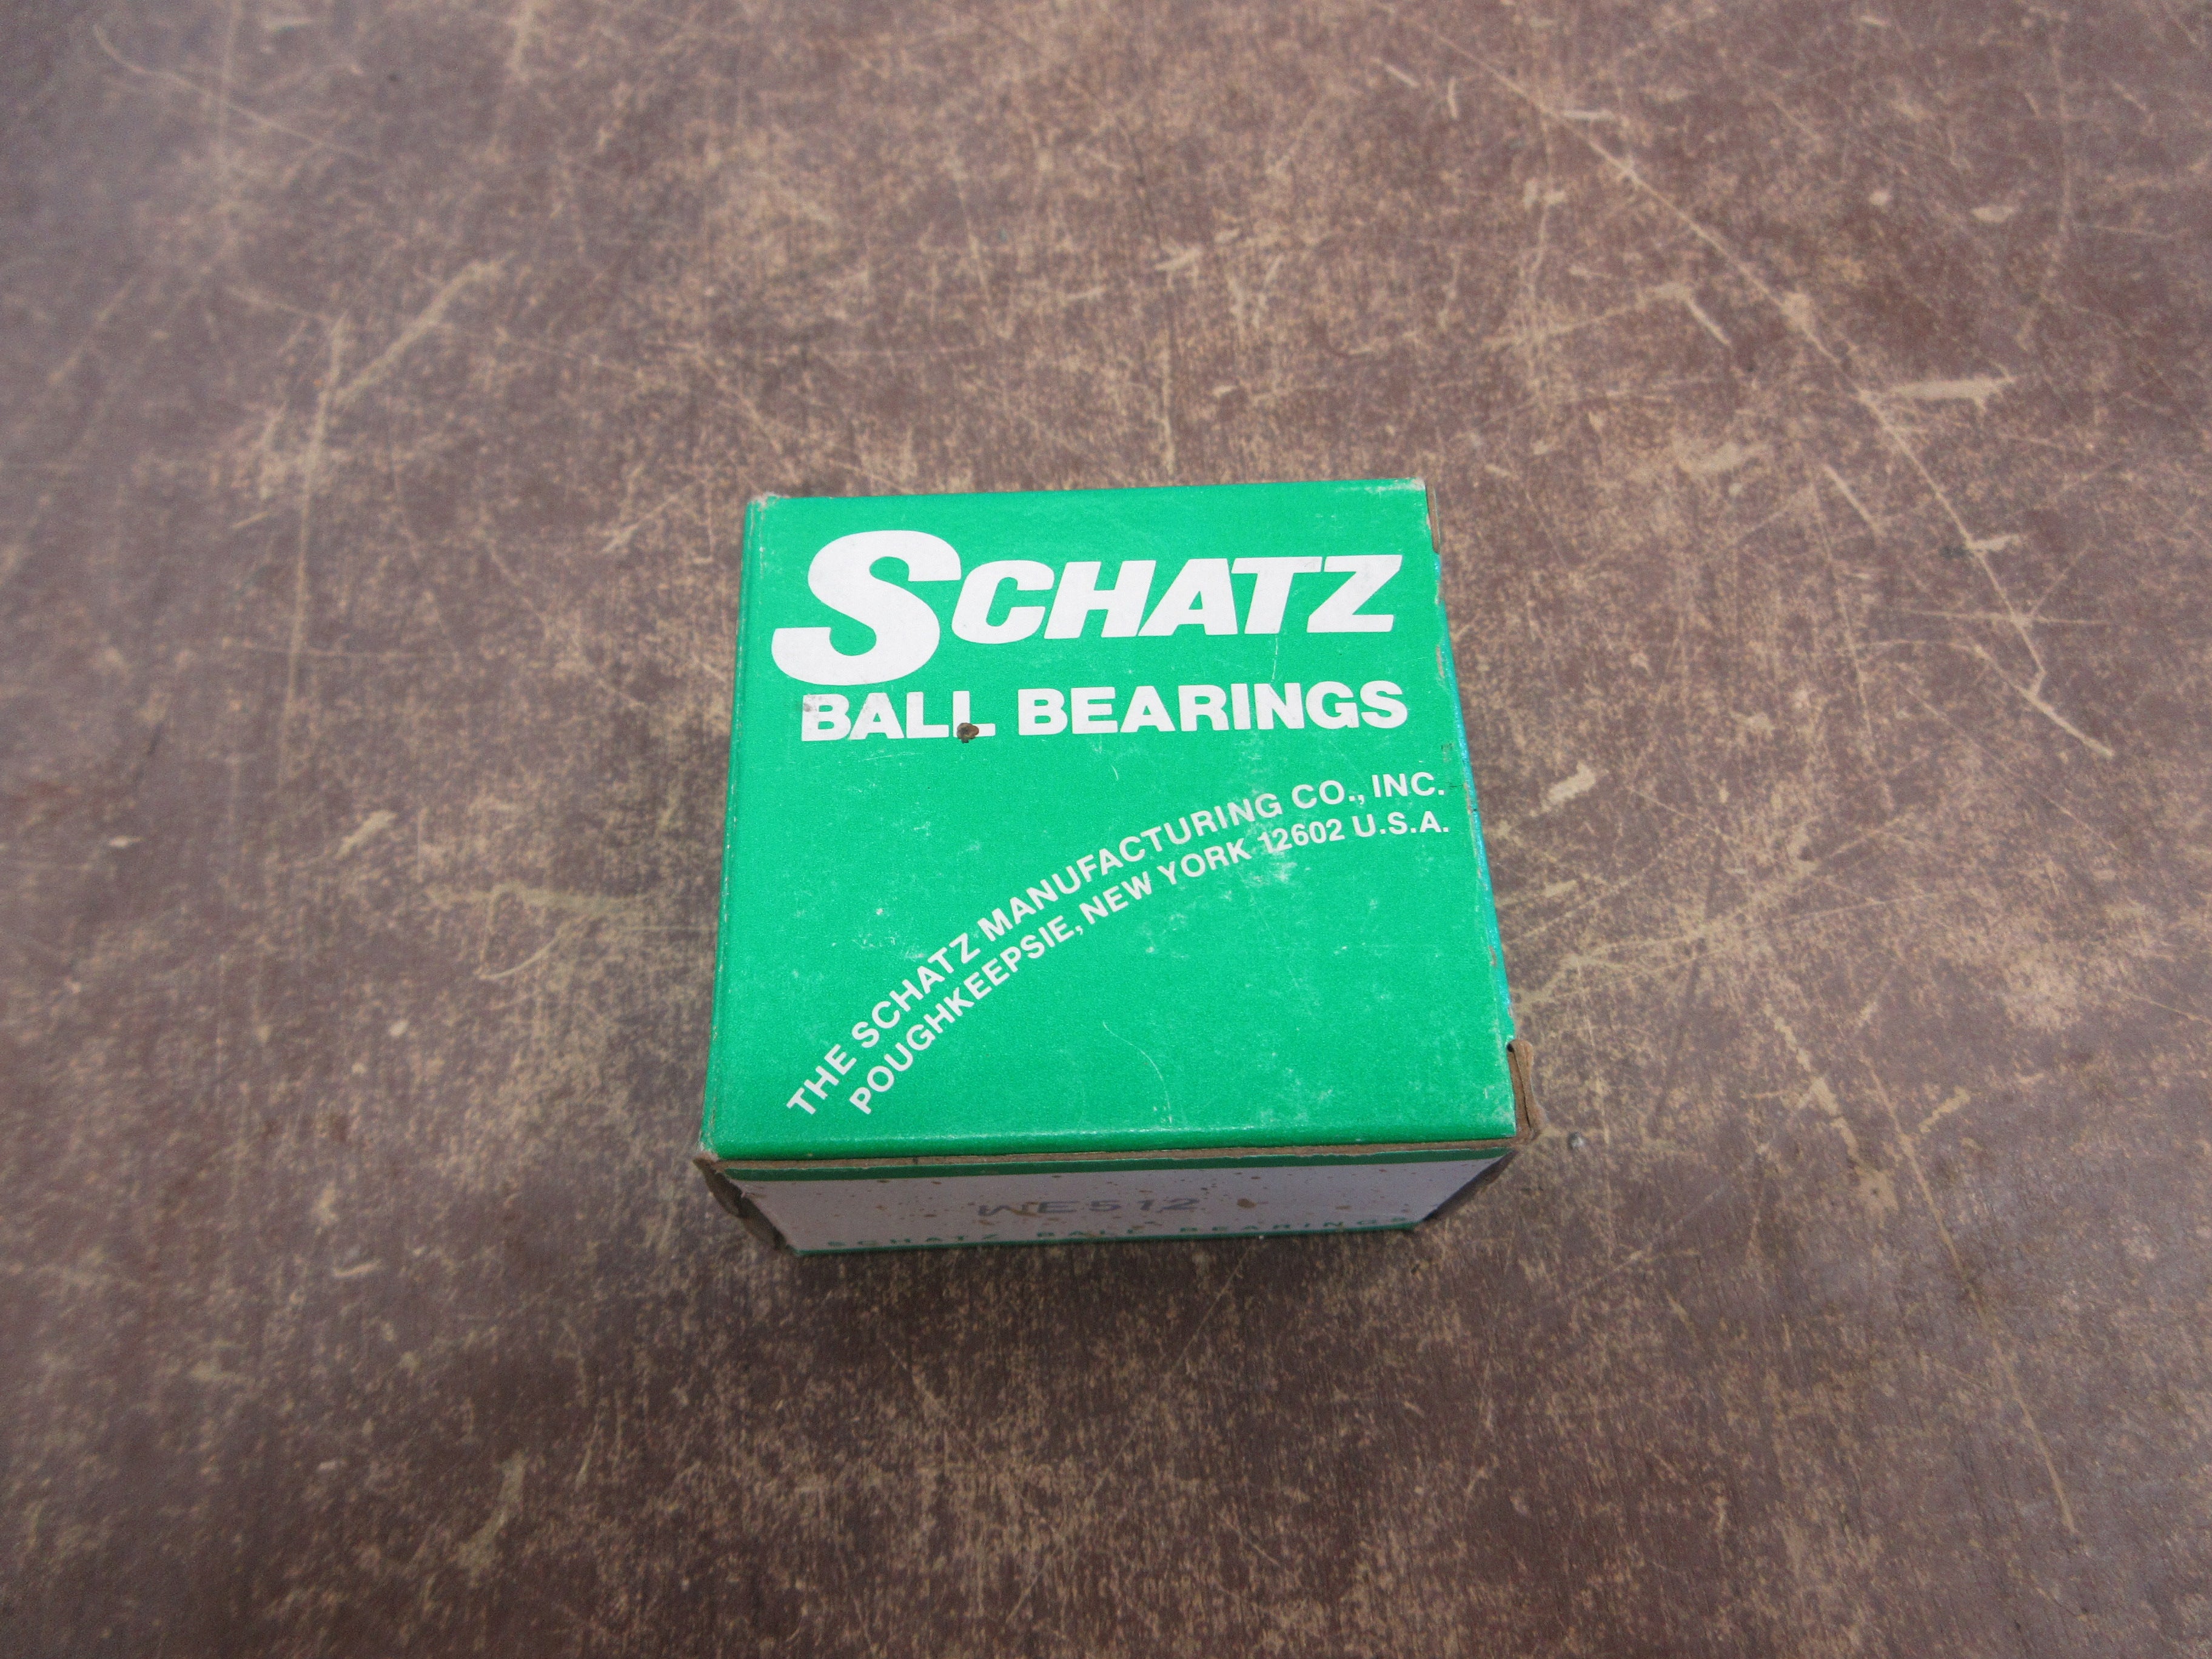 SCHATZ
BALL BEARINGS
THE SCHATZ MANUFACTURING CO., INC.
POUGHKEEPSIE, NEW YORK 12602 U.S.A.
WE512
SCHATZ BALL BEARINGS